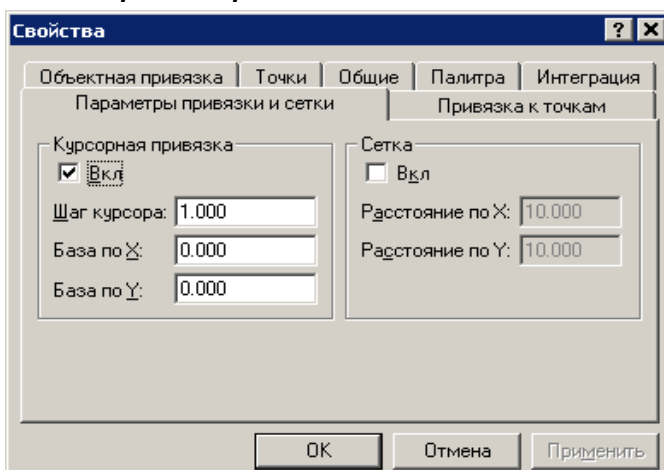 Свойства
Объектная привязка Точки Общие Палитра Интеграция
Параметры привязки и сетки Привязка к точкам
Курсорная привязка Сетка
Вкл Вкл
Шаг курсора: 1.000 Расстояние по X: 10.000
База по X: 0.000 Расстояние по Y: 10.000
База по Y: 0.000
OK Отмена Применить